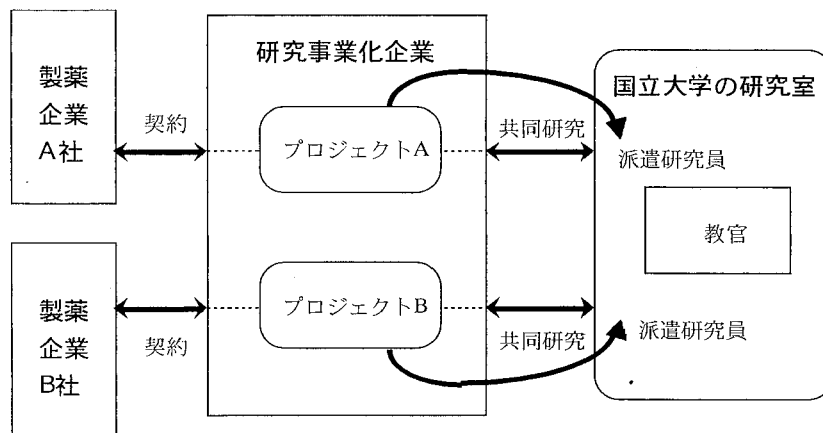 製薬
企業
A社
契約
研究事業化企業
プロジェクトA
共同研究
国立大学の研究室
派遣研究員
教官
製薬
企業
B社
契約
プロジェクトB
共同研究
派遣研究員